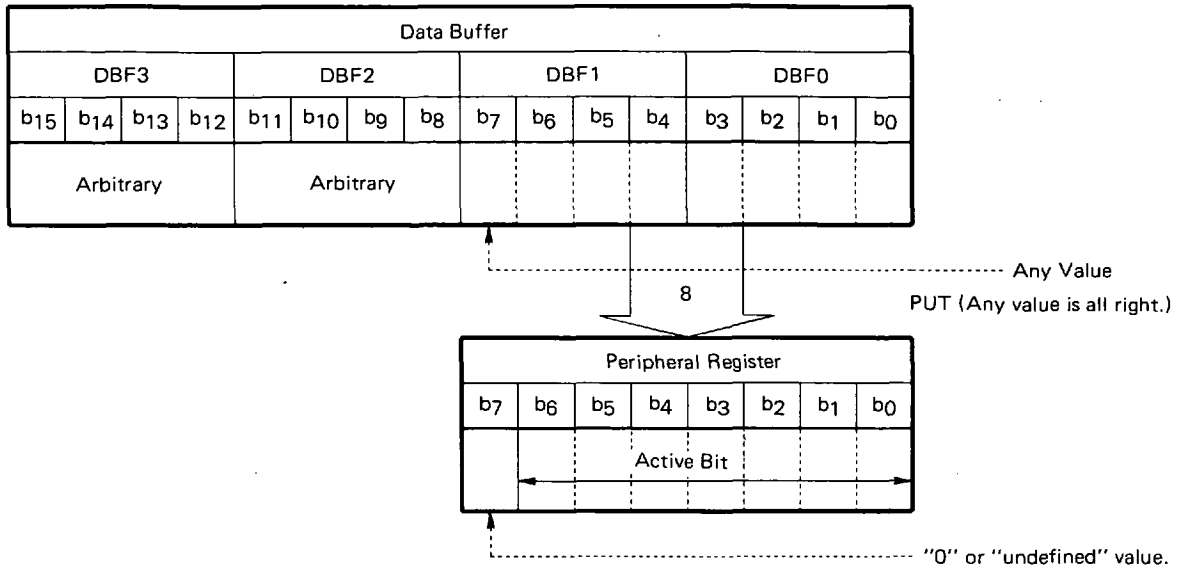 Data Buffer
DBF3 DBF2 DBF1 DBF0
b15 b14 b13 b12 b11 b10 b9 b8 b7 b6 b5 b4 b3 b2 b1 b0
Arbitrary Arbitrary
Any Value
8
PUT (Any value is all right.)
Peripheral Register
b7 b6 b5 b4 b3 b2 b1 b0
Active Bit
"0" or "undefined" value.